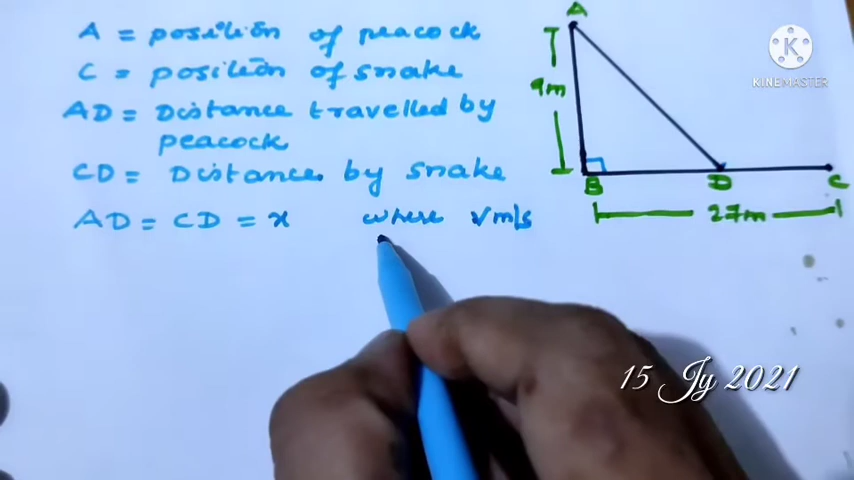 A = position of peacock
C = position of snake
AD = Distance travelled by
peacock
CD = Distance by snake
AD = CD = x where v m/s
A
9m
B
D
C
27m
K
KINEMASTER
15 Jy 2021